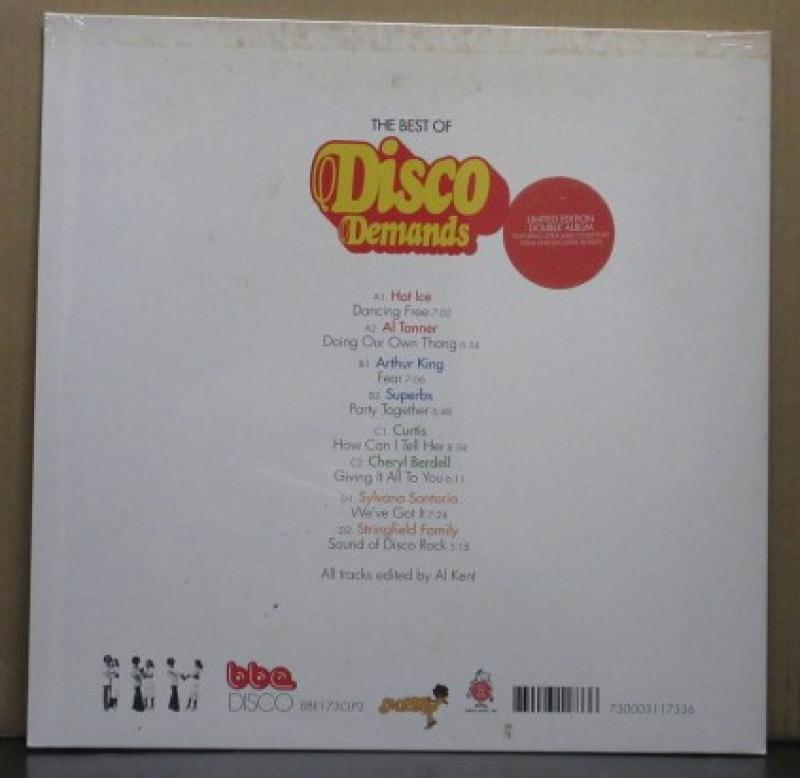 THE BEST OF
Disco
Demands
LIMITED EDITION
DOUBLE ALBUM
A1. Hot Ice
Dancing Free 7:02
A2. Al Tanner
Doing Our Own Thang 6:34
B1. Arthur King
Fear 7:06
B2. Superbs
Party Together 6:48
C1. Curtis
How Can I Tell Her 8:34
C2. Cheryl Berdell
Giving It All To You 6:11
D1. Sylvana Santoria
We've Got It 7:24
D2. Stringfield Family
Sound of Disco Rock 5:18
All tracks edited by Al Kent
bbe
DISCO BBE173CLP2
730003117336